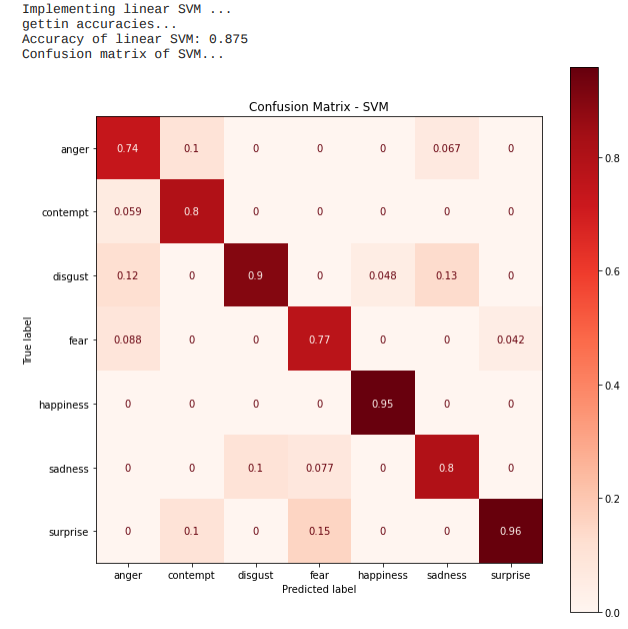 Implementing linear SVM ...
gettin accuracies...
Accuracy of linear SVM: 0.875
Confusion matrix of SVM...
Confusion Matrix - SVM
anger 0.74 0.1 0 0 0 0.067 0
contempt 0.059 0.8 0 0 0 0 0
disgust 0.12 0 0.9 0 0.048 0.13 0
fear 0.088 0 0 0.77 0 0 0.042
happiness 0 0 0 0 0.95 0 0
sadness 0 0 0.1 0.077 0 0.8 0
surprise 0 0.1 0 0.15 0 0 0.96
anger contempt disgust fear happiness sadness surprise
Predicted label
True label
0.8
0.6
0.4
0.2
0.0